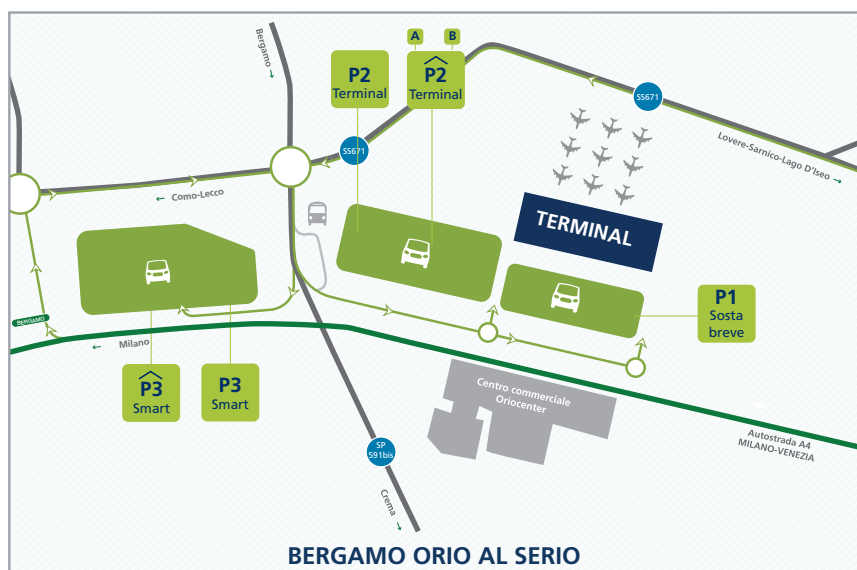 A
B
Bergamo
P2
Terminal
P2
Terminal
SS671
SS671
Lovere-Sarnico-Lago D'Iseo
Como-Lecco
TERMINAL
P1
Sosta
breve
BERGAMO
Milano
P3
Smart
P3
Smart
Centro commerciale
Oriocenter
Autostrada A4
MILANO-VENEZIA
SP
591bis
Crema
BERGAMO ORIO AL SERIO